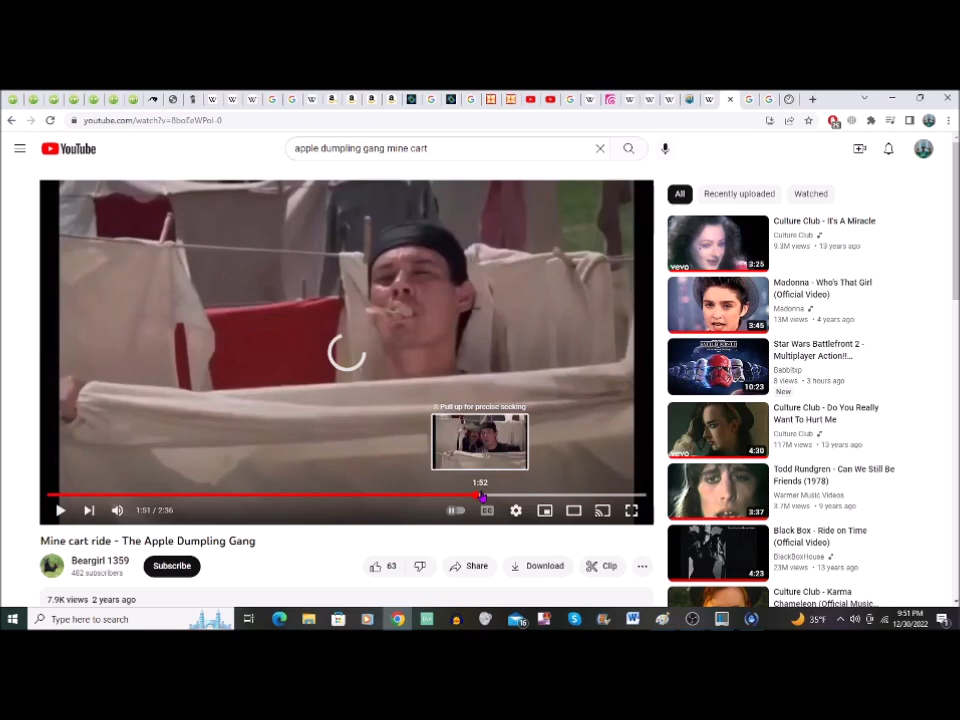 youtube.com/watch?v=8boEeWPol-0
YouTube
apple dumpling gang mine cart
All
Recently uploaded
Watched
Culture Club - It's A Miracle
Culture Club
9.3M views • 13 years ago
vevo
3:25
Madonna - Who's That Girl
(Official Video)
Madonna
13M views • 4 years ago
3:45
Star Wars Battlefront 2 -
Multiplayer Action!!..
Babbitxp
8 views • 3 hours ago
New
10:23
Culture Club - Do You Really
Want To Hurt Me
Culture Club
117M views • 13 years ago
vevo
4:30
Todd Rundgren - Can We Still Be
Friends (1978)
Warner Music Videos
3.7M views • 9 years ago
3:37
Black Box - Ride on Time
(Official Video)
BlackBoxHouse
23M views • 13 years ago
4:23
Culture Club - Karma
Chameleon (Official Music...
Pull up for precise seeking
1:52
1:51 / 2:36
CC
Mine cart ride - The Apple Dumpling Gang
Beargirl 1359
482 subscribers
Subscribe
63
Share
Download
Clip
7.9K views 2 years ago
Type here to search
16
35°F
9:51 PM
12/30/2022